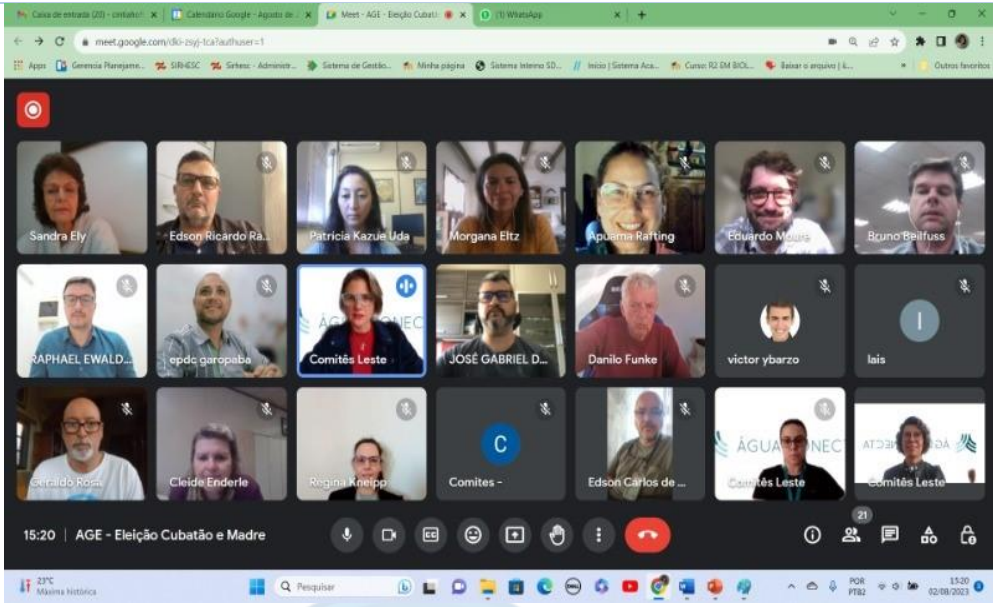 Caixa de entrada (20) - cintiaho
Calendário Google - Agosto de
Meet - AGE - Eleição Cubatã
(1) WhatsApp
meet.google.com/dki-zsyj-tca?authuser=1
Apps
Gerencia Planejame...
SIRHESC
Sirhesc - Administr...
Sistema de Gestão...
Minha página
Sistema Interno SD...
Início | Sistema Aca...
Curso: R2 EM BIOL...
Baixar o arquivo | iL...
Outros favoritos
Sandra Ely
Edson Ricardo Ra...
Patrícia Kazue Uda
Morgana Eltz
Apuama Rafting
Eduardo Moure
Bruno Beilfuss
RAPHAEL EWALD...
epdc garopaba
Comitês Leste
JOSÉ GABRIEL D...
Danilo Funke
victor ybarzo
I
lais
Geraldo Rosa
Cleide Enderle
Regina Kneipp
C
Comites -
Edson Carlos de ...
ÁGUA CONEC
Comitês Leste
Comitês Leste
15:20 | AGE - Eleição Cubatão e Madre
CC
21
23°C
Máxima histórica
Pesquisar
POR
PTB2
15:20
02/08/2023